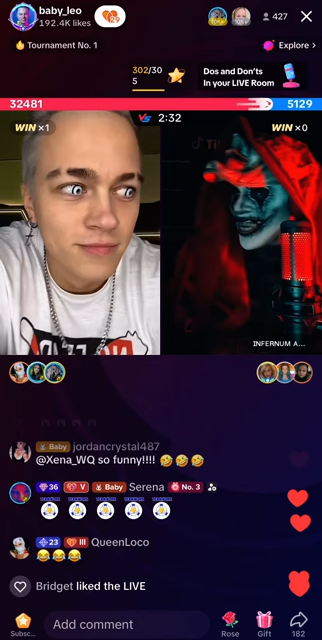 baby_leo
192.4K likes
29
427
Tournament No. 1
Explore >
302/30
5
Dos and Don'ts
In your LIVE Room
32481
5129
WIN ×1
VS 2:32
WIN ×0
INFERNUM A...
Baby jordancrystal487
@Xena_WQ so funny!!!! 🤣🤣🤣
36 V Baby Serena No. 3
23 III QueenLoco
😂😂😂
Bridget liked the LIVE
Subsc...
Add comment
Rose
Gift
182